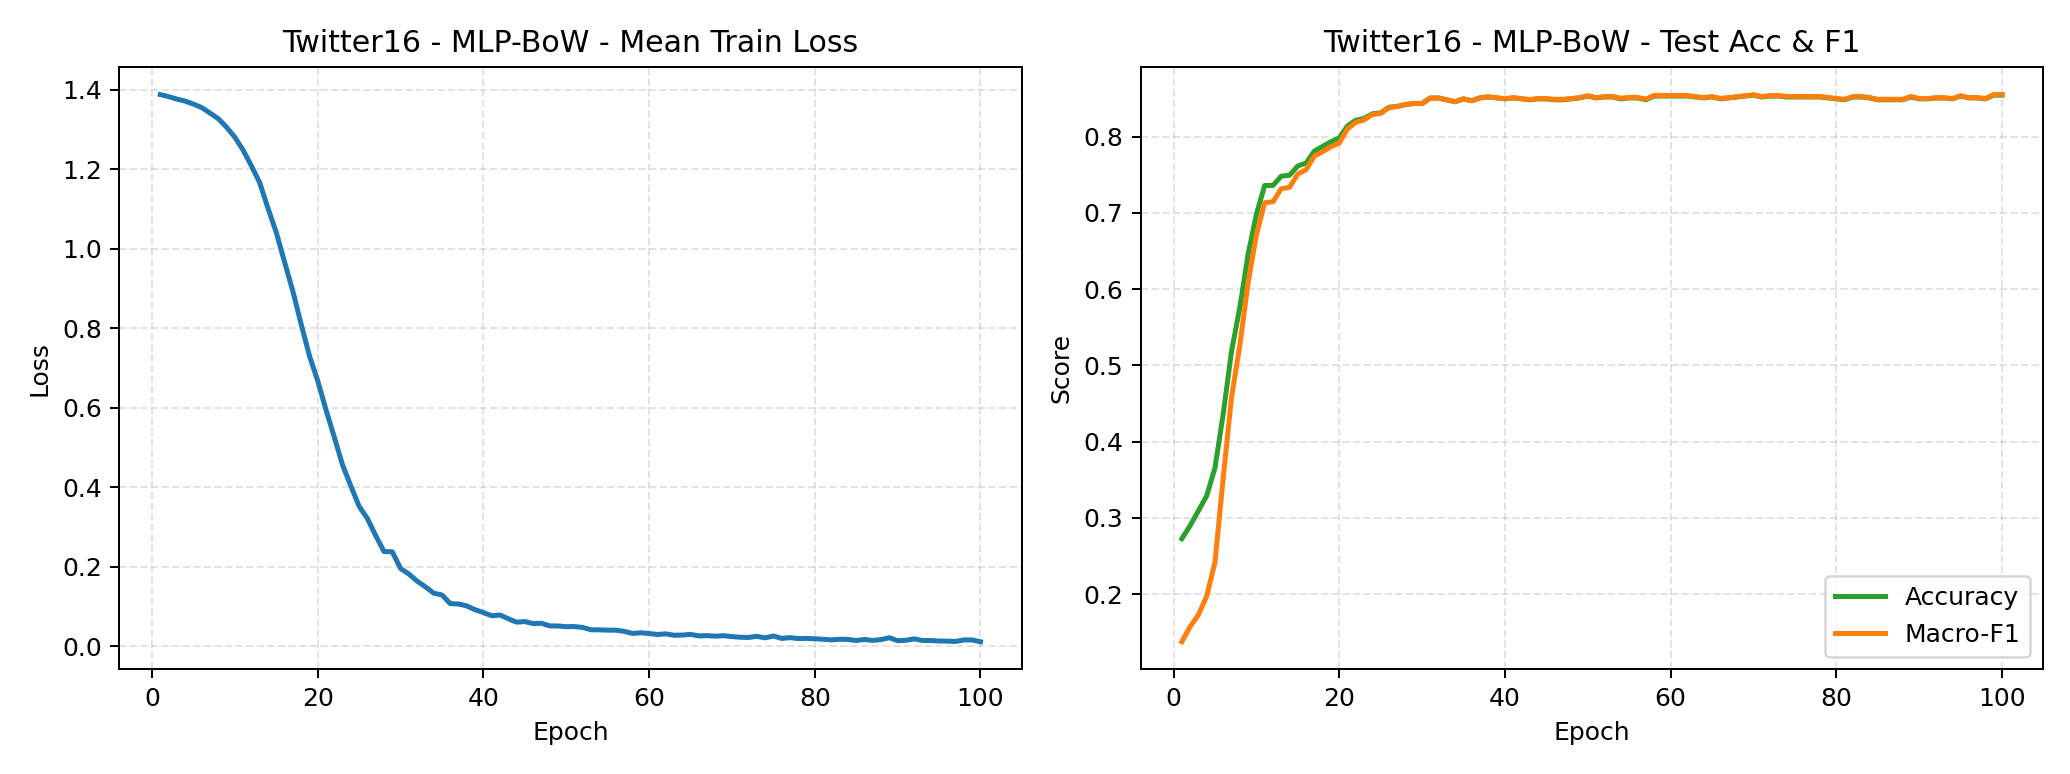 Twitter16 - MLP-BoW - Mean Train Loss
Loss
1.4
1.2
1.0
0.8
0.6
0.4
0.2
0.0
0 20 40 60 80 100
Epoch
Twitter16 - MLP-BoW - Test Acc & F1
Score
0.8
0.7
0.6
0.5
0.4
0.3
0.2
Accuracy
Macro-F1
0 20 40 60 80 100
Epoch